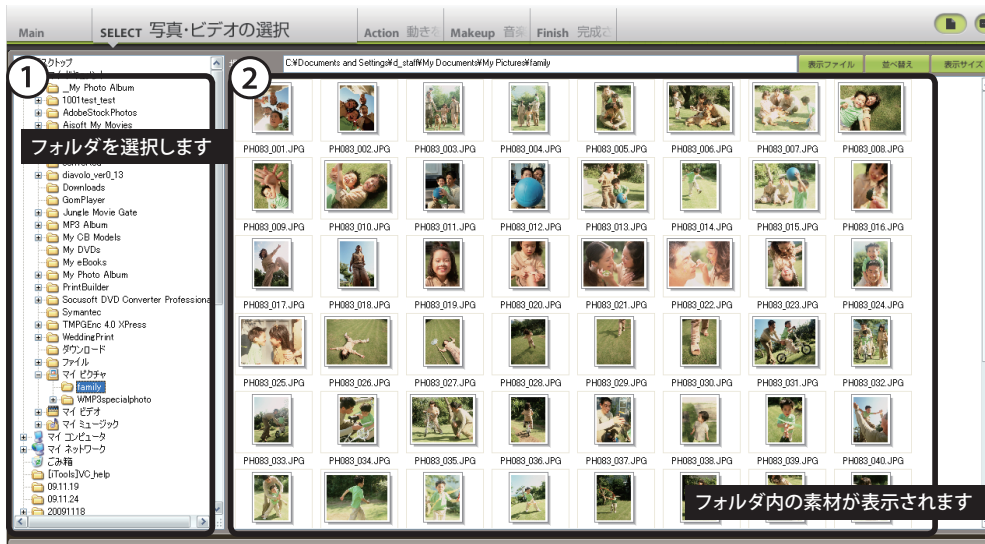 Main
SELECT 写真・ビデオの選択
Action 動きを
Makeup 音楽
Finish 完成さ
C:¥Documents and Settings¥d_staff¥My Documents¥My Pictures¥family
表示ファイル
並べ替え
表示サイズ
①
②
_My Photo Album
1001test_test
AdobeStockPhotos
Aisoft My Movies
フォルダを選択します
diavolo_ver0_13
Downloads
GomPlayer
Jungle Movie Gate
MP3 Album
My CB Models
My DVDs
My eBooks
My Photo Album
PrintBuilder
Socusoft DVD Converter Professiona
Symantec
TMPGEnc 4.0 XPress
WeddingPrint
ダウンロード
ファイル
マイ ピクチャ
family
WMP3specialphoto
マイ ビデオ
マイ ミュージック
マイ コンピュータ
マイ ネットワーク
ごみ箱
[iTools]VC_help
09.11.19
09.11.24
20091118
PH083_001.JPG PH083_002.JPG PH083_003.JPG PH083_004.JPG PH083_005.JPG PH083_006.JPG PH083_007.JPG PH083_008.JPG
PH083_009.JPG PH083_010.JPG PH083_011.JPG PH083_012.JPG PH083_013.JPG PH083_014.JPG PH083_015.JPG PH083_016.JPG
PH083_017.JPG PH083_018.JPG PH083_019.JPG PH083_020.JPG PH083_021.JPG PH083_022.JPG PH083_023.JPG PH083_024.JPG
PH083_025.JPG PH083_026.JPG PH083_027.JPG PH083_028.JPG PH083_029.JPG PH083_030.JPG PH083_031.JPG PH083_032.JPG
PH083_033.JPG PH083_034.JPG PH083_035.JPG PH083_036.JPG PH083_037.JPG PH083_038.JPG PH083_039.JPG PH083_040.JPG
フォルダ内の素材が表示されます